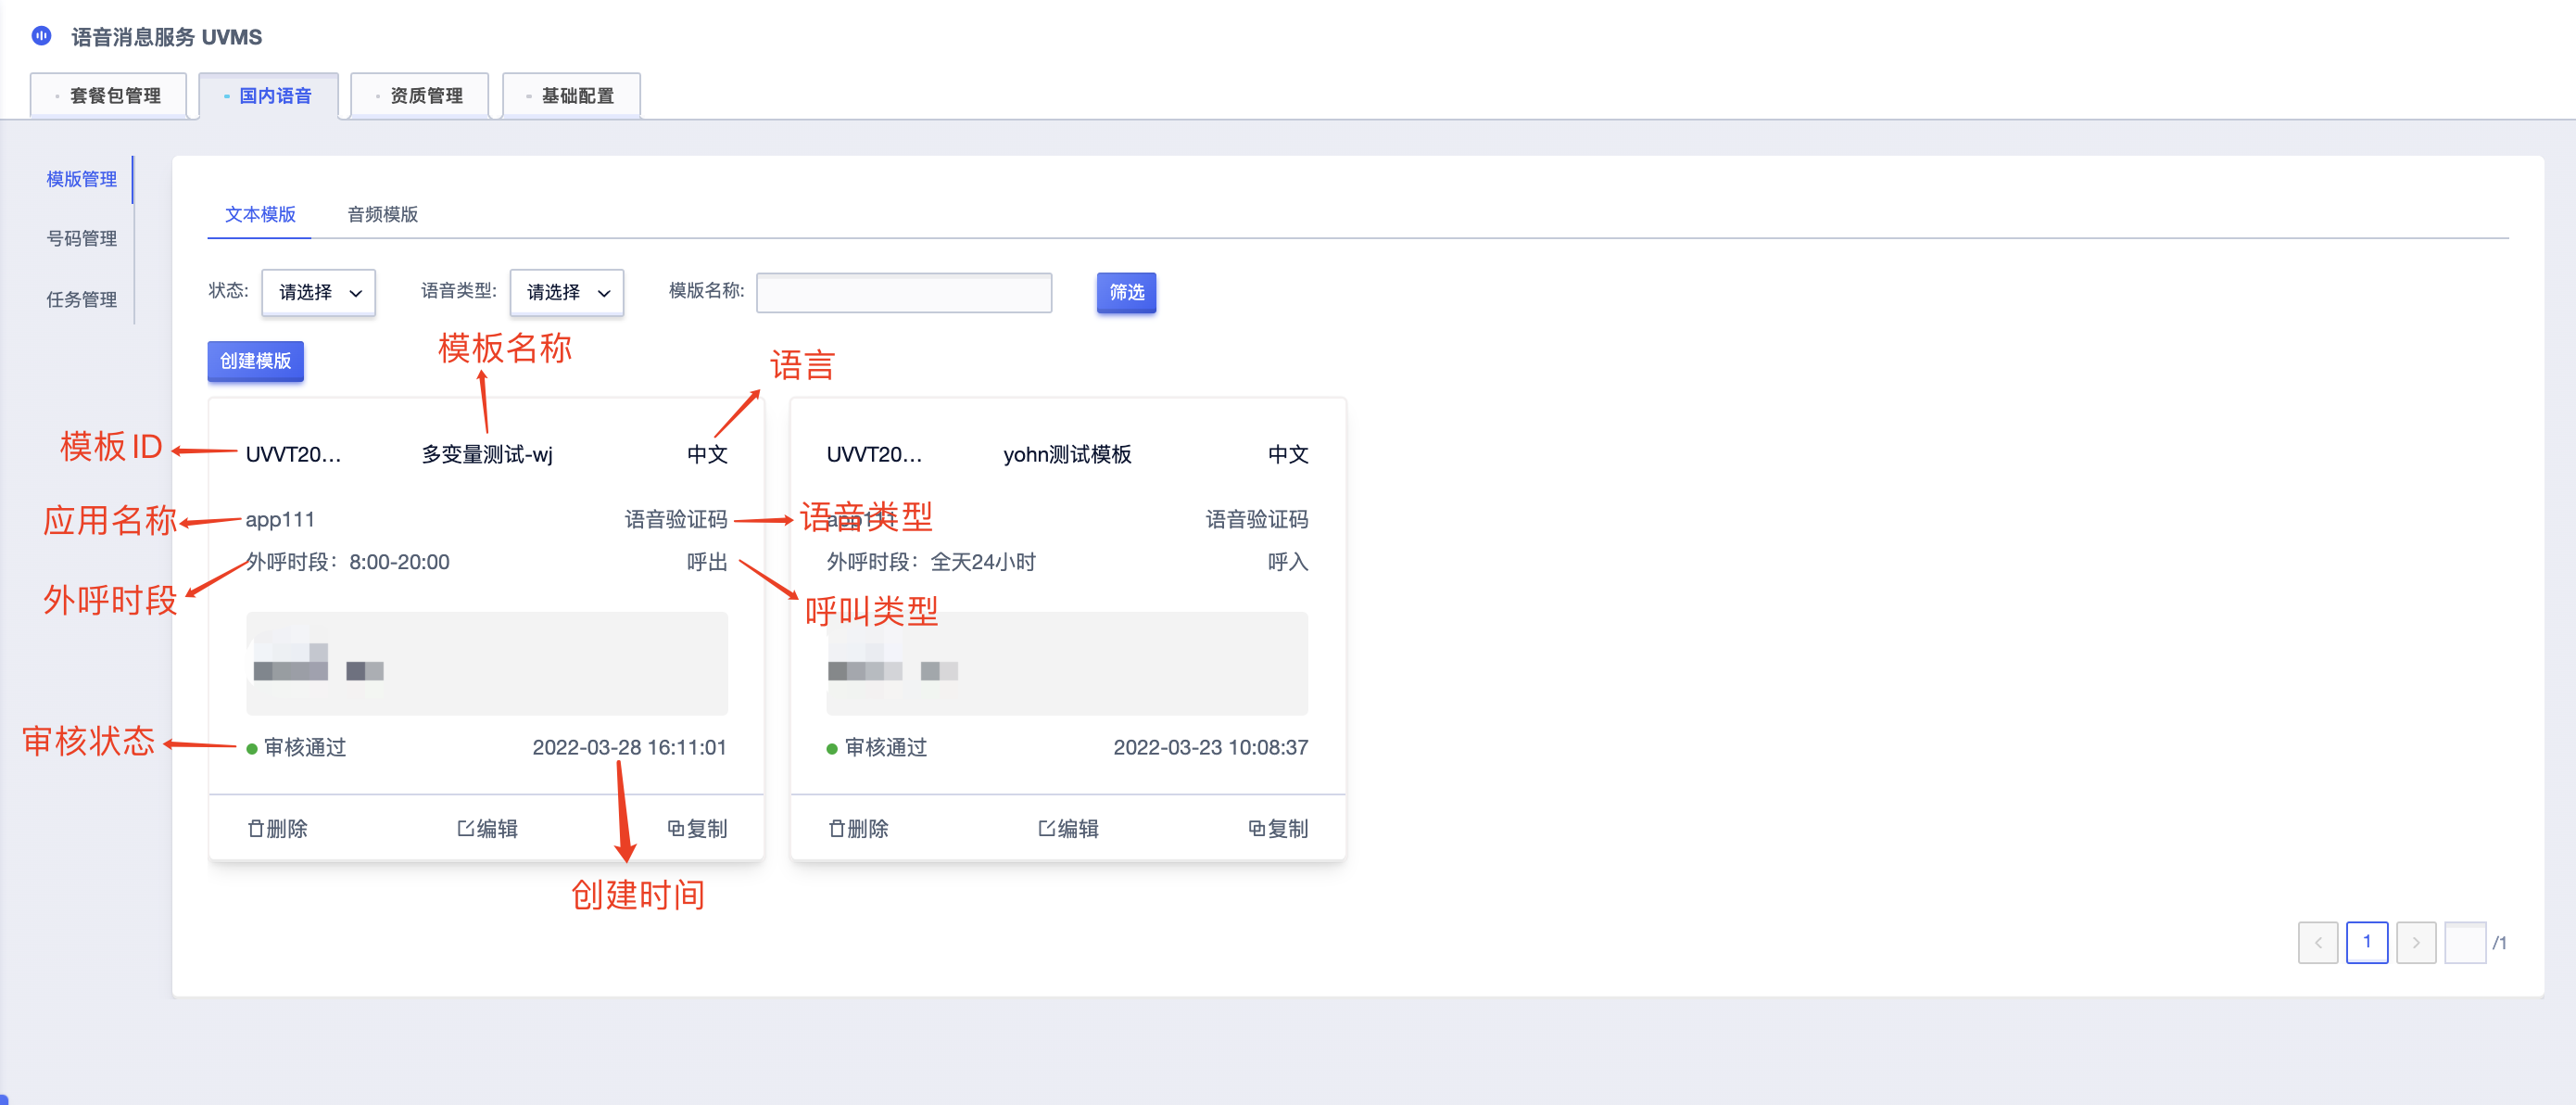 语音消息服务 UVMS
套餐包管理 国内语音 资质管理 基础配置
模版管理
号码管理
任务管理
文本模版 音频模版
状态: 请选择 语音类型: 请选择 模版名称: 筛选
创建模版
模板名称
语言
模板ID
UVVT20... 多变量测试-wj 中文
UVVT20... yohn测试模板 中文
应用名称
app111 语音验证码
语音类型
app111 语音验证码
外呼时段：8:00-20:00 呼出
外呼时段：全天24小时 呼入
外呼时段
呼叫类型
审核状态
审核通过 2022-03-28 16:11:01
审核通过 2022-03-23 10:08:37
删除 编辑 复制
删除 编辑 复制
创建时间
1 /1